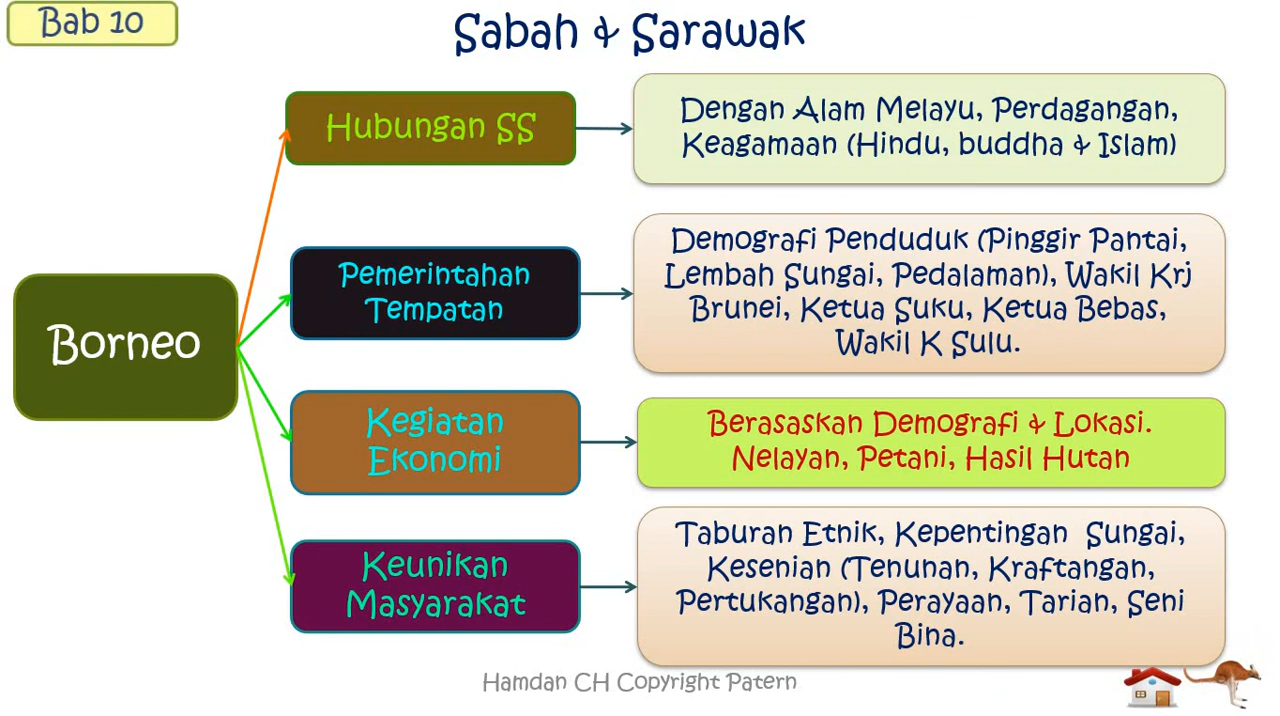 Bab 10
Sabah & Sarawak
Borneo
Hubungan SS
Dengan Alam Melayu, Perdagangan,
Keagamaan (Hindu, buddha & Islam)
Pemerintahan
Tempatan
Demografi Penduduk (Pinggir Pantai,
Lembah Sungai, Pedalaman), Wakil Krj
Brunei, Ketua Suku, Ketua Bebas,
Wakil K Sulu.
Kegiatan
Ekonomi
Berasaskan Demografi & Lokasi.
Nelayan, Petani, Hasil Hutan
Keunikan
Masyarakat
Taburan Etnik, Kepentingan Sungai,
Kesenian (Tenunan, Kraftangan,
Pertukangan), Perayaan, Tarian, Seni
Bina.
Hamdan CH Copyright Patern